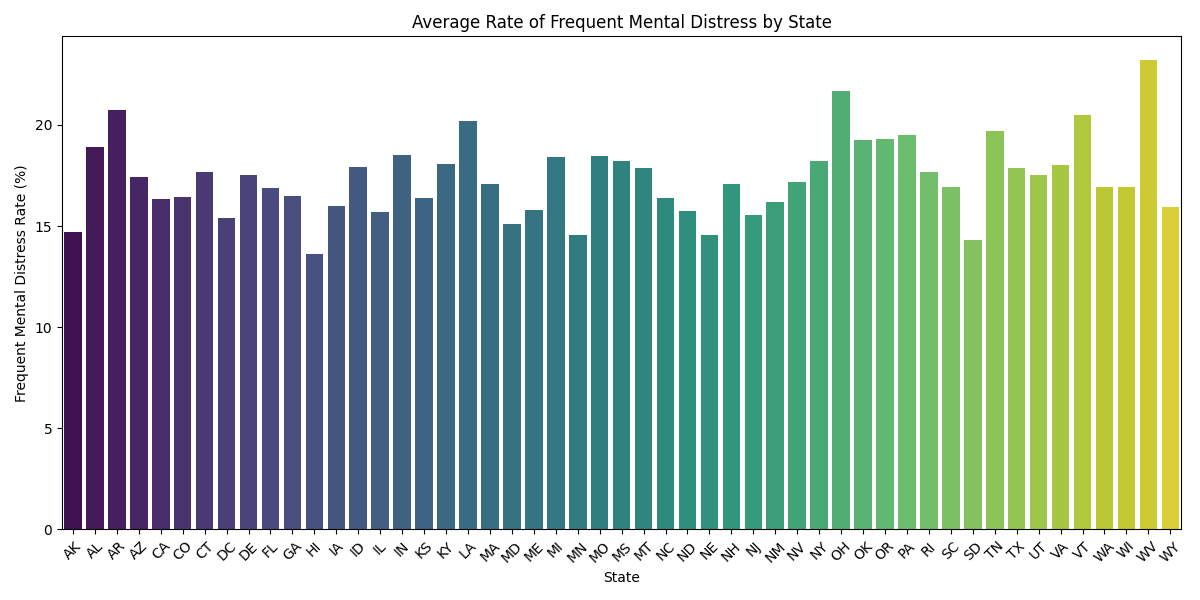 Average Rate of Frequent Mental Distress by State
Frequent Mental Distress Rate (%)
20
15
10
5
0
AK AL AR AZ CA CO CT DC DE FL GA HI IA ID IL IN KS KY LA MA MD ME MI MN MO MS MT NC ND NE NH NJ NM NV NY OH OK OR PA RI SC SD TN TX UT VA VT WA WI WV WY
State